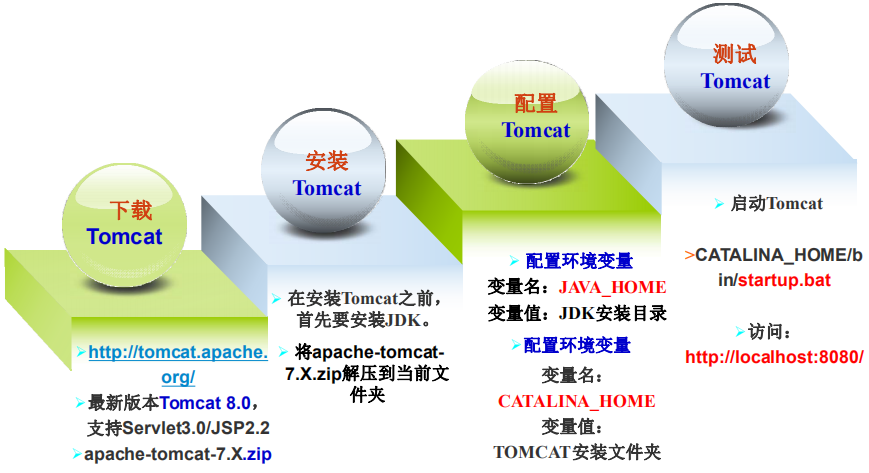 下载
Tomcat
http://tomcat.apache.
org/
最新版本Tomcat 8.0，
支持Servlet3.0/JSP2.2
apache-tomcat-7.X.zip
安装
Tomcat
在安装Tomcat之前，
首先要安装JDK。
将apache-tomcat-
7.X.zip解压到当前文
件夹
配置
Tomcat
配置环境变量
变量名：JAVA_HOME
变量值：JDK安装目录
配置环境变量
变量名：
CATALINA_HOME
变量值：
TOMCAT安装文件夹
测试
Tomcat
启动Tomcat
>CATALINA_HOME/b
in/startup.bat
访问：
http://localhost:8080/